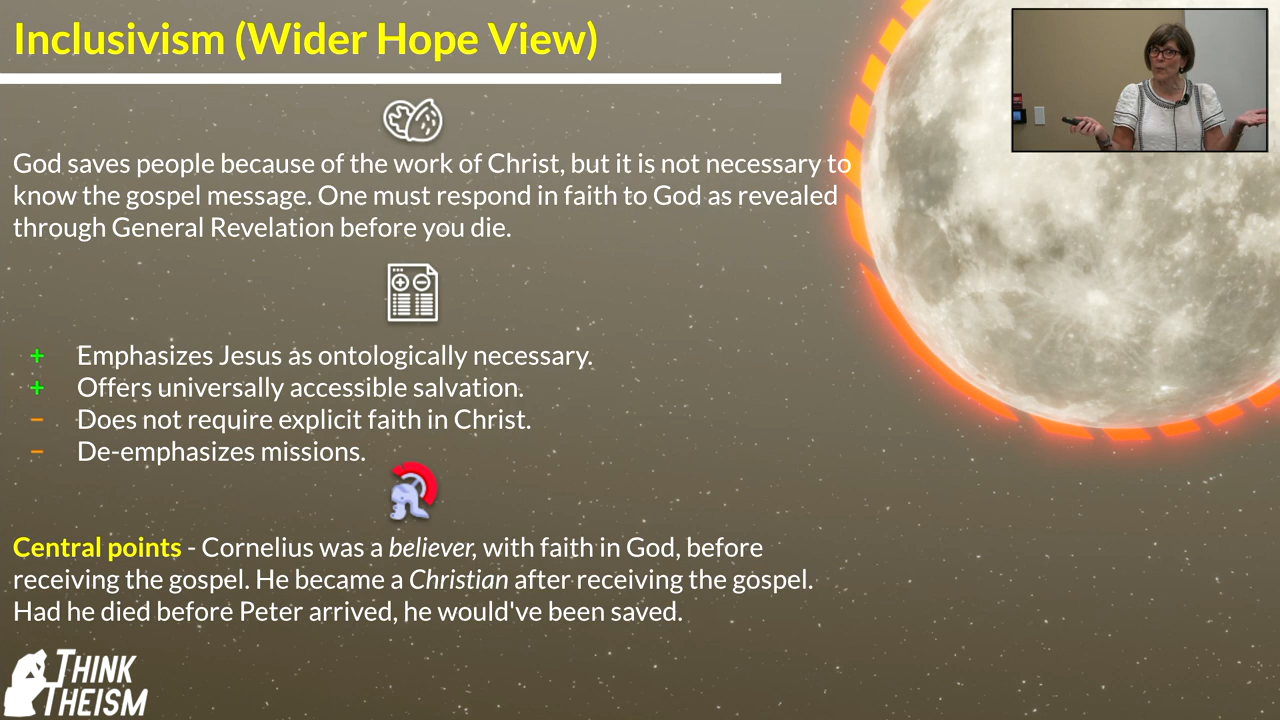 Inclusivism (Wider Hope View)
God saves people because of the work of Christ, but it is not necessary to
know the gospel message. One must respond in faith to God as revealed
through General Revelation before you die.
+ Emphasizes Jesus as ontologically necessary.
+ Offers universally accessible salvation.
− Does not require explicit faith in Christ.
− De-emphasizes missions.
Central points - Cornelius was a believer, with faith in God, before
receiving the gospel. He became a Christian after receiving the gospel.
Had he died before Peter arrived, he would've been saved.
THINK
THEISM